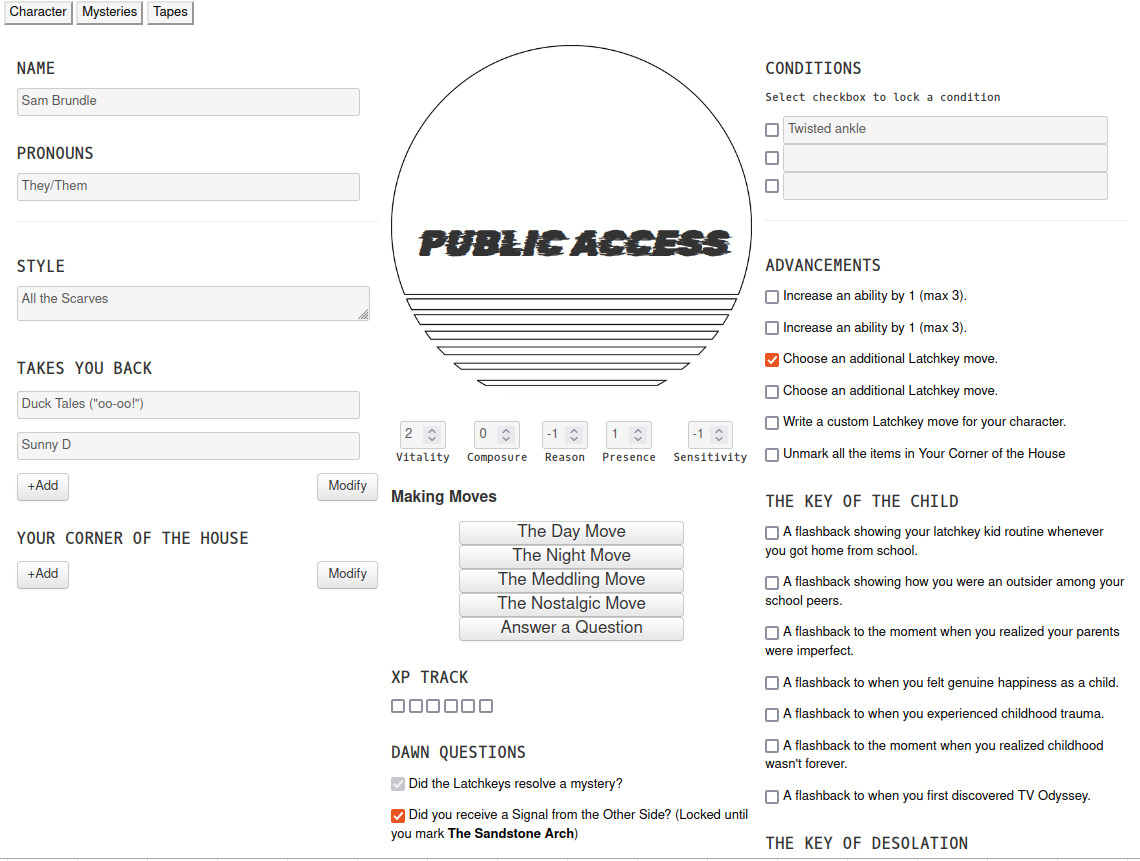 Character Mysteries Tapes
NAME
Sam Brundle
PRONOUNS
They/Them
STYLE
All the Scarves
TAKES YOU BACK
Duck Tales ("oo-oo!")
Sunny D
+Add Modify
YOUR CORNER OF THE HOUSE
+Add Modify
PUBLIC ACCESS
2 0 -1 1 -1
Vitality Composure Reason Presence Sensitivity
Making Moves
The Day Move
The Night Move
The Meddling Move
The Nostalgic Move
Answer a Question
XP TRACK
DAWN QUESTIONS
Did the Latchkeys resolve a mystery?
Did you receive a Signal from the Other Side? (Locked until
you mark The Sandstone Arch)
CONDITIONS
Select checkbox to lock a condition
Twisted ankle
ADVANCEMENTS
Increase an ability by 1 (max 3).
Increase an ability by 1 (max 3).
Choose an additional Latchkey move.
Choose an additional Latchkey move.
Write a custom Latchkey move for your character.
Unmark all the items in Your Corner of the House
THE KEY OF THE CHILD
A flashback showing your latchkey kid routine whenever
you got home from school.
A flashback showing how you were an outsider among your
school peers.
A flashback to the moment when you realized your parents
were imperfect.
A flashback to when you felt genuine happiness as a child.
A flashback to when you experienced childhood trauma.
A flashback to the moment when you realized childhood
wasn't forever.
A flashback to when you first discovered TV Odyssey.
THE KEY OF DESOLATION